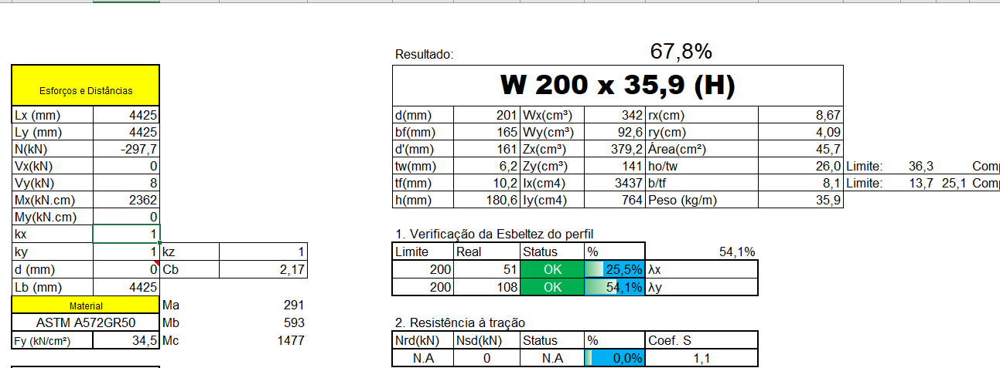 Resultado: 67,8%
Esforços e Distâncias
W 200 x 35,9 (H)
Lx (mm) 4425 d(mm) 201 Wx(cm³) 342 rx(cm) 8,67
Ly (mm) 4425 bf(mm) 165 Wy(cm³) 92,6 ry(cm) 4,09
N(kN) -297,7 d'(mm) 161 Zx(cm³) 379,2 Área(cm²) 45,7
Vx(kN) 0 tw(mm) 6,2 Zy(cm³) 141 ho/tw 26,0 Limite: 36,3
Vy(kN) 8 tf(mm) 10,2 Ix(cm4) 3437 b/tf 8,1 Limite: 13,7 25,1
Mx(kN.cm) 2362 h(mm) 180,6 Iy(cm4) 764 Peso (kg/m) 35,9
My(kN.cm) 0
kx 1 1. Verificação da Esbeltez do perfil
ky 1 kz 1 Limite Real Status % 54,1%
d (mm) 0 Cb 2,17 200 51 OK 25,5% λx
Lb (mm) 4425 200 108 OK 54,1% λy
Material Ma 291
ASTM A572GR50 Mb 593 2. Resistência à tração
Fy (kN/cm²) 34,5 Mc 1477 Nrd(kN) Nsd(kN) Status % Coef. S
N.A 0 N.A 0,0% 1,1